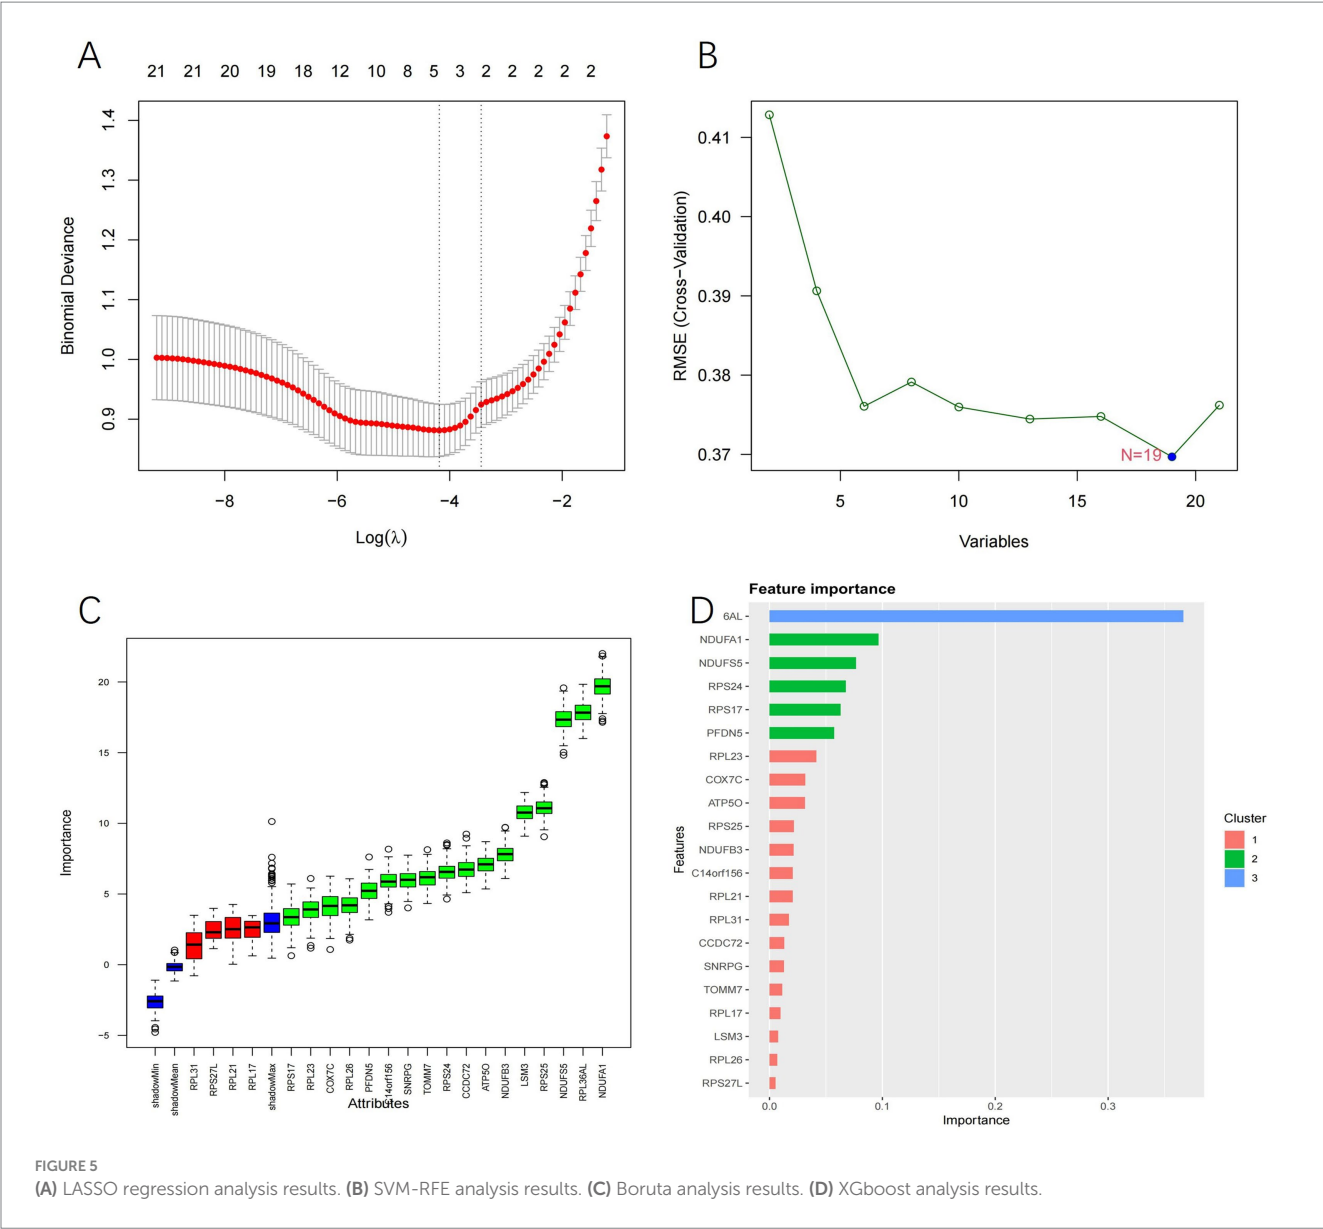 A
21 21 20 19 18 12 10 8 5 3 2 2 2 2 2
1.4
1.3
1.2
1.1
1.0
0.9
Binomial Deviance
−8 −6 −4 −2
Log(λ)
B
0.41
0.40
0.39
0.38
0.37
RMSE (Cross−Validation)
N=19
5 10 15 20
Variables
C
20
15
10
5
0
−5
Importance
shadowMin
shadowMean
RPL31
RPS27L
RPL21
RPL17
shadowMax
RPS17
RPL23
COX7C
RPL26
PFDN5
C14orf156
SNRPG
TOMM7
RPS24
CCDC72
ATP5O
NDUFB3
LSM3
RPS25
NDUFS5
RPL36AL
NDUFA1
Attributes
D
Feature importance
6AL
NDUFA1
NDUFS5
RPS24
RPS17
PFDN5
RPL23
COX7C
ATP5O
RPS25
NDUFB3
C14orf156
RPL21
RPL31
CCDC72
SNRPG
TOMM7
RPL17
LSM3
RPL26
RPS27L
Features
0.0 0.1 0.2 0.3
Importance
Cluster
1
2
3
FIGURE 5
(A) LASSO regression analysis results. (B) SVM-RFE analysis results. (C) Boruta analysis results. (D) XGboost analysis results.